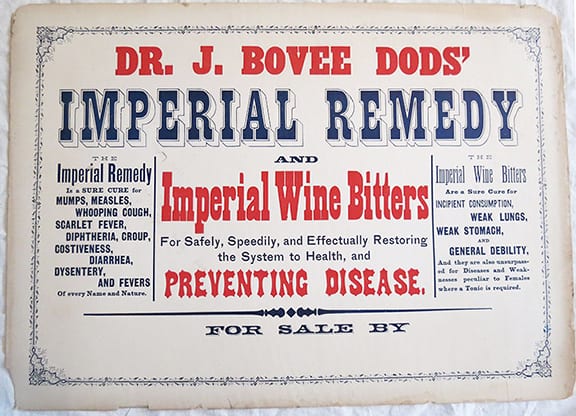 DR. J. BOVEE DODS'
IMPERIAL REMEDY
AND
THE
Imperial Remedy
Is a SURE CURE for
MUMPS, MEASLES,
WHOOPING COUGH,
SCARLET FEVER,
DIPHTHERIA, CROUP,
COSTIVENESS,
DIARRHEA,
DYSENTERY,
AND FEVERS
Of every Name and Nature.
Imperial Wine Bitters
For Safely, Speedily, and Effectually Restoring
the System to Health, and
PREVENTING DISEASE.
THE
Imperial Wine Bitters
Are a Sure Cure for
INCIPIENT CONSUMPTION,
WEAK LUNGS,
WEAK STOMACH,
AND
GENERAL DEBILITY.
And they are also unsurpass-
ed for Diseases and Weak-
nesses peculiar to Females
where a Tonic is required.
FOR SALE BY